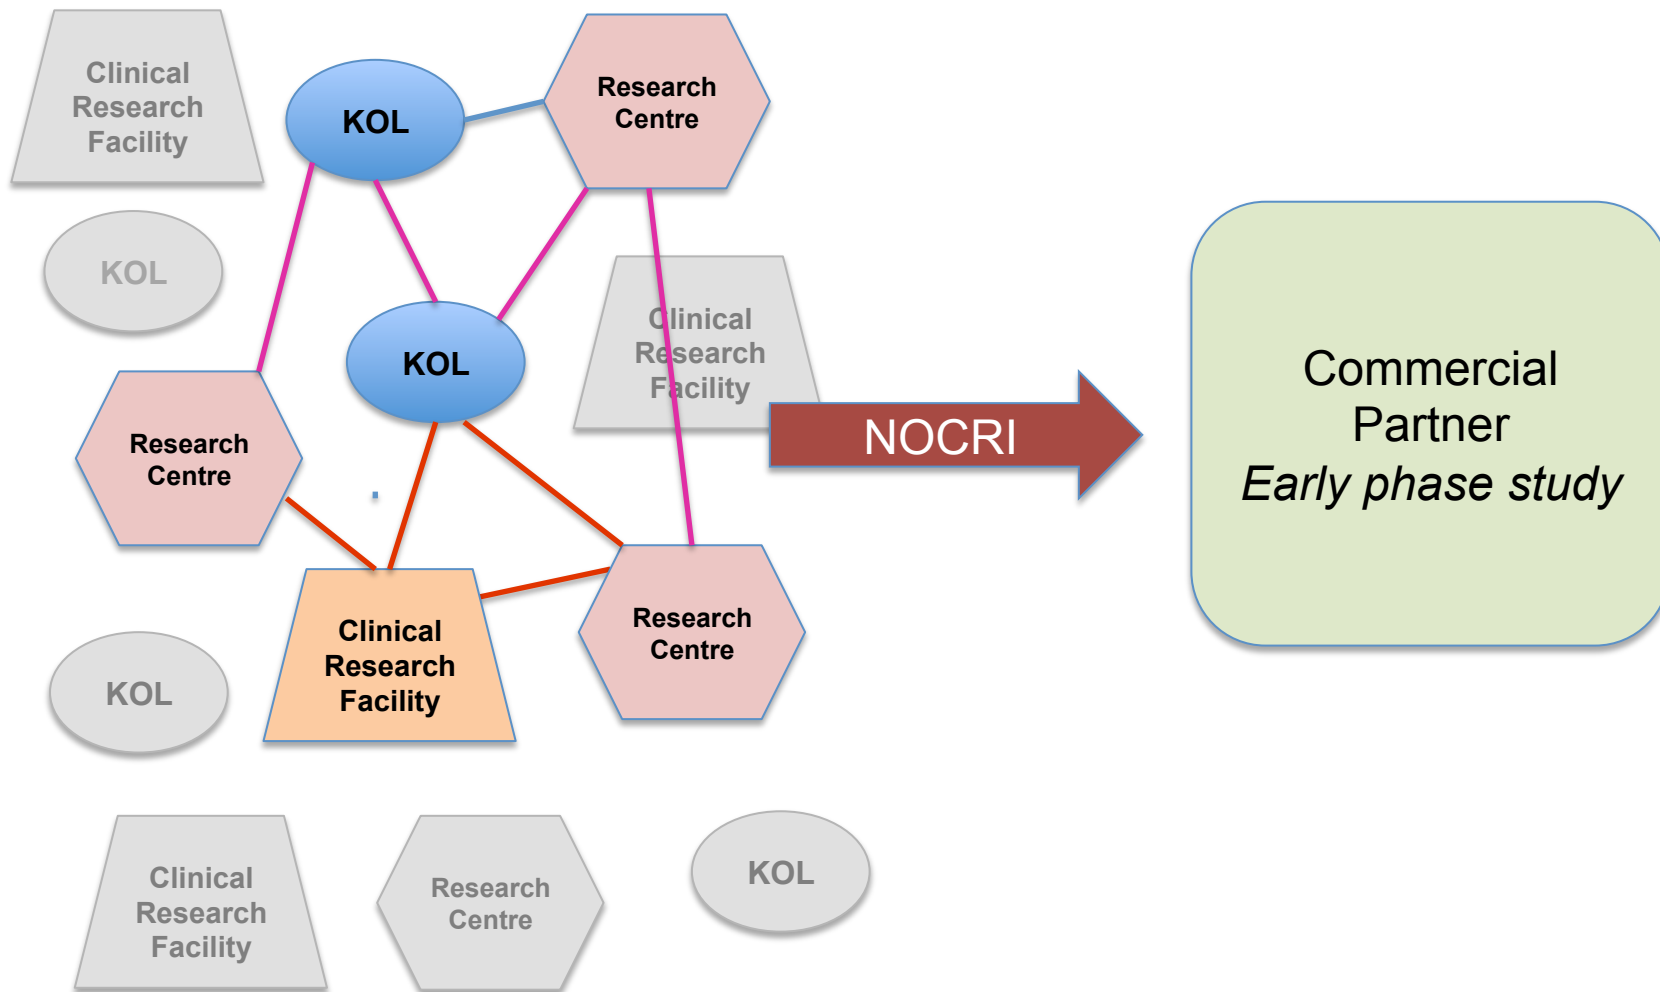 Clinical
Research
Facility
KOL
Research
Centre
KOL
Clinical
Research
Facility
KOL
Research
Centre
NOCRI
Commercial
Partner
Early phase study
KOL
Clinical
Research
Facility
Research
Centre
Clinical
Research
Facility
Research
Centre
KOL